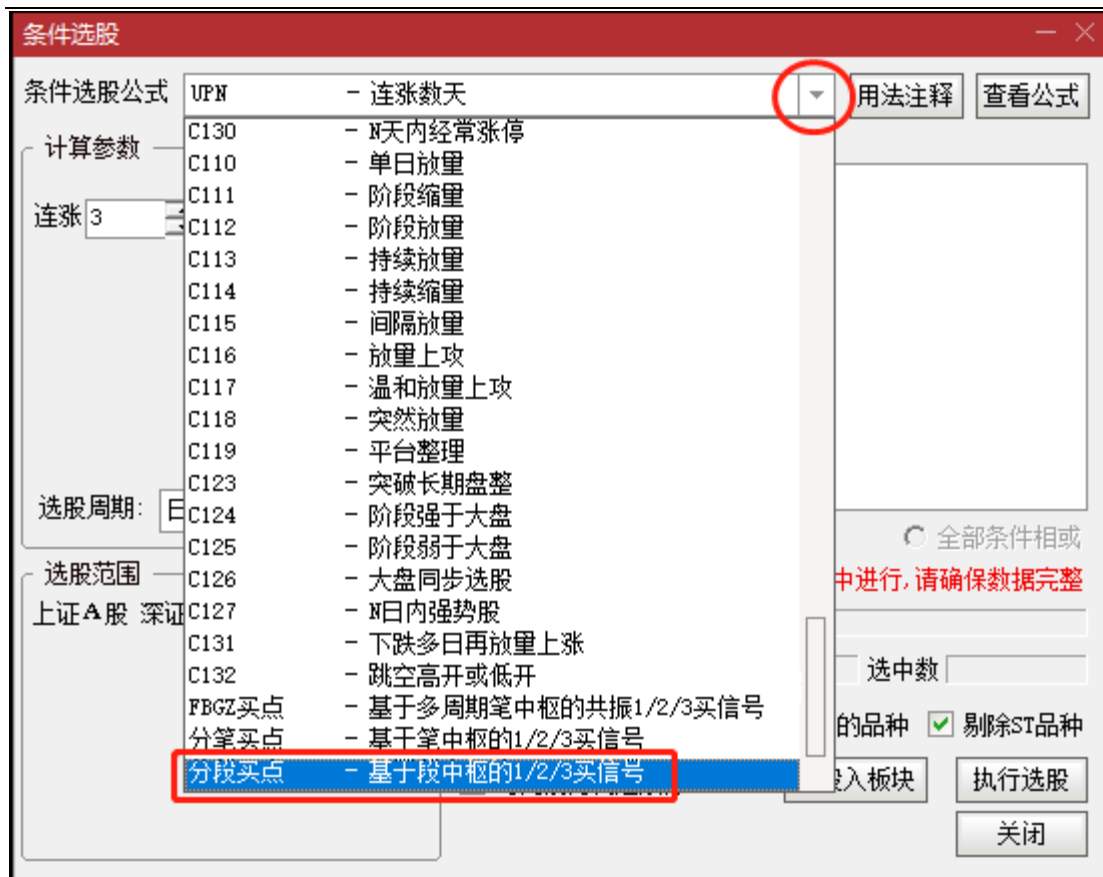 条件选股
条件选股公式 UPN - 连涨数天 用法注释 查看公式
计算参数
连涨 3
C130 - N天内经常涨停
C110 - 单日放量
C111 - 阶段缩量
C112 - 阶段放量
C113 - 持续放量
C114 - 持续缩量
C115 - 间隔放量
C116 - 放量上攻
C117 - 温和放量上攻
C118 - 突然放量
C119 - 平台整理
C123 - 突破长期盘整
C124 - 阶段强于大盘
C125 - 阶段弱于大盘
C126 - 大盘同步选股
C127 - N日内强势股
C131 - 下跌多日再放量上涨
C132 - 跳空高开或低开
FBGZ买点 - 基于多周期笔中枢的共振1/2/3买信号
分笔买点 - 基于笔中枢的1/2/3买信号
分段买点 - 基于段中枢的1/2/3买信号
选股周期: 日
选股范围
上证A股 深证
全部条件相或
中进行,请确保数据完整
选中数
的品种 剔除ST品种
入板块 执行选股
关闭